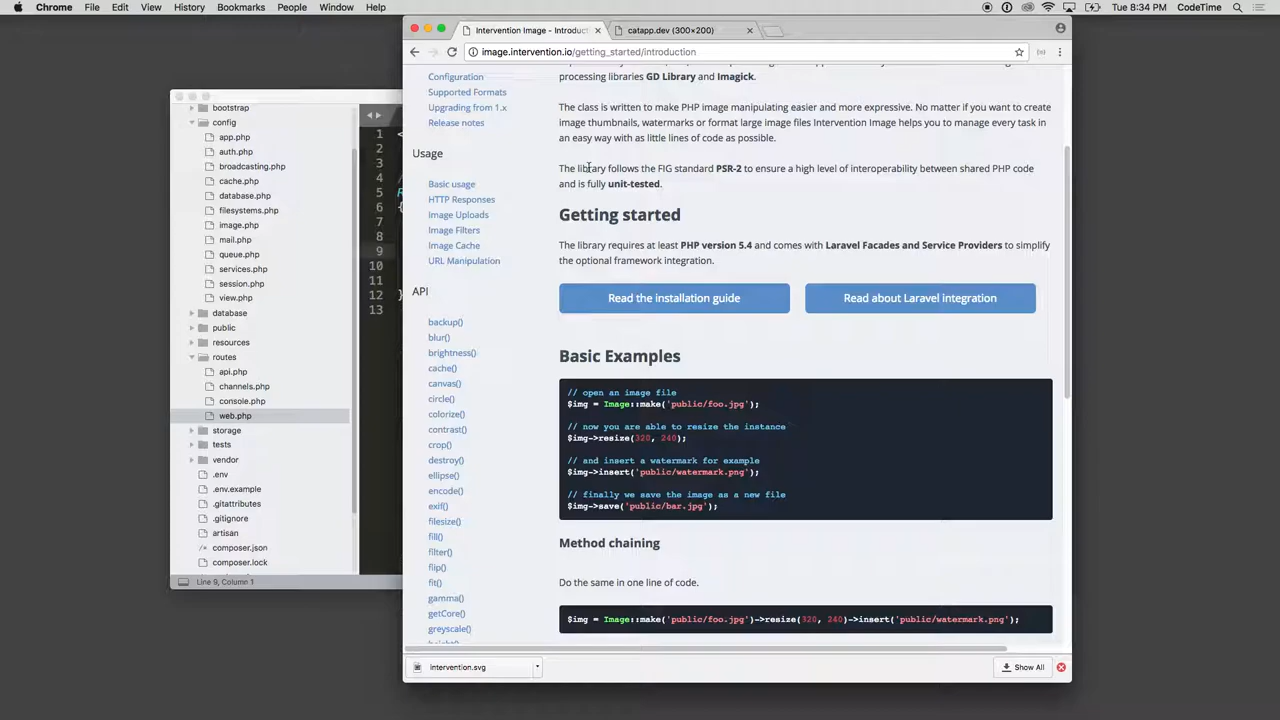 Chrome File Edit View History Bookmarks People Window Help
Tue 8:34 PM CodeTime
Intervention Image - Introduct
catapp.dev (300×200)
image.intervention.io/getting_started/introduction
bootstrap
config
app.php
auth.php
broadcasting.php
cache.php
database.php
filesystems.php
image.php
mail.php
queue.php
services.php
session.php
view.php
database
public
resources
routes
api.php
channels.php
console.php
web.php
storage
tests
vendor
.env
.env.example
.gitattributes
.gitignore
artisan
composer.json
composer.lock
Line 9, Column 1
1 <
2
3
4 /
5 R
6 {
7
8
9
10
11
12 }
13
Configuration
Supported Formats
Upgrading from 1.x
Release notes
Usage
Basic usage
HTTP Responses
Image Uploads
Image Filters
Image Cache
URL Manipulation
API
backup()
blur()
brightness()
cache()
canvas()
circle()
colorize()
contrast()
crop()
destroy()
ellipse()
encode()
exif()
filesize()
fill()
filter()
flip()
fit()
gamma()
getCore()
greyscale()
processing libraries GD Library and Imagick.
The class is written to make PHP image manipulating easier and more expressive. No matter if you want to create
image thumbnails, watermarks or format large image files Intervention Image helps you to manage every task in
an easy way with as little lines of code as possible.
The library follows the FIG standard PSR-2 to ensure a high level of interoperability between shared PHP code
and is fully unit-tested.
Getting started
The library requires at least PHP version 5.4 and comes with Laravel Facades and Service Providers to simplify
the optional framework integration.
Read the installation guide
Read about Laravel integration
Basic Examples
// open an image file
$img = Image::make('public/foo.jpg');
// now you are able to resize the instance
$img->resize(320, 240);
// and insert a watermark for example
$img->insert('public/watermark.png');
// finally we save the image as a new file
$img->save('public/bar.jpg');
Method chaining
Do the same in one line of code.
$img = Image::make('public/foo.jpg')->resize(320, 240)->insert('public/watermark.png');
intervention.svg
Show All